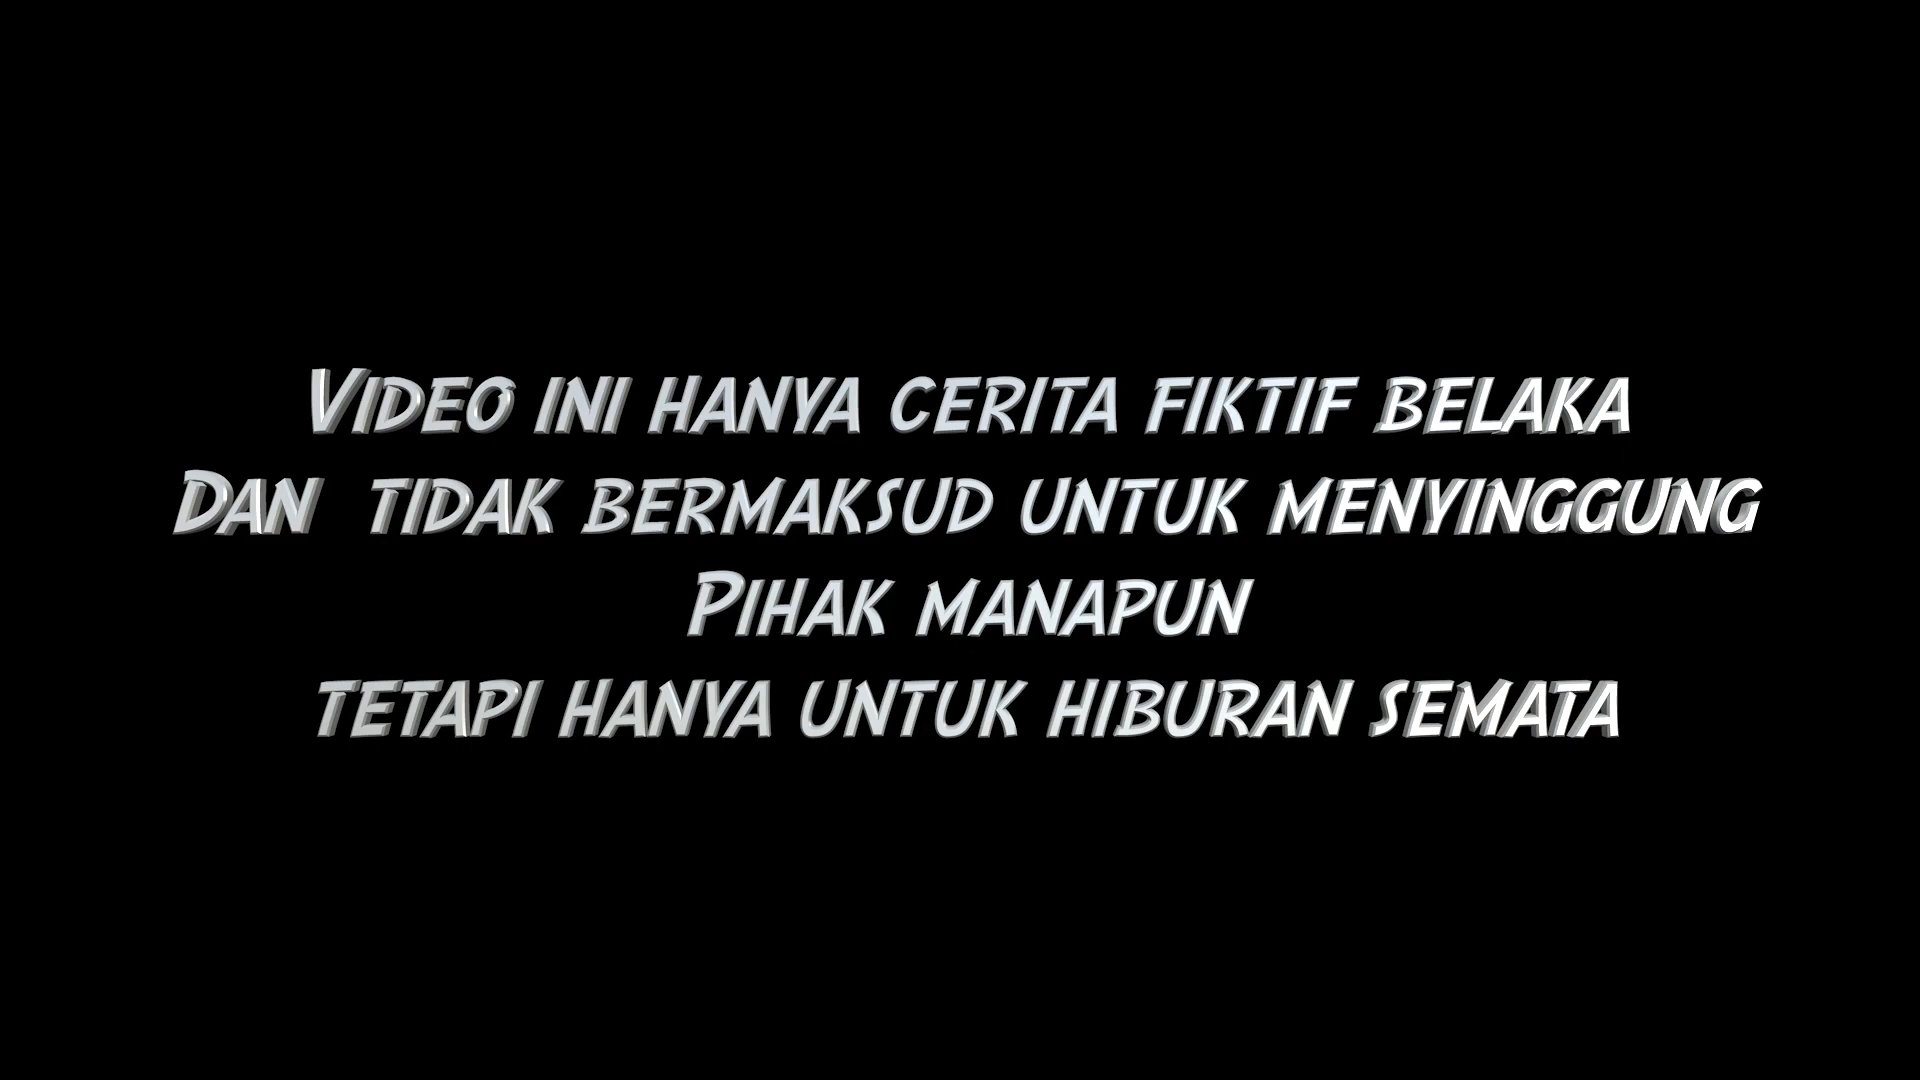 Video ini hanya cerita fiktif belaka
Dan tidak bermaksud untuk menyinggung
Pihak manapun
tetapi hanya untuk hiburan semata